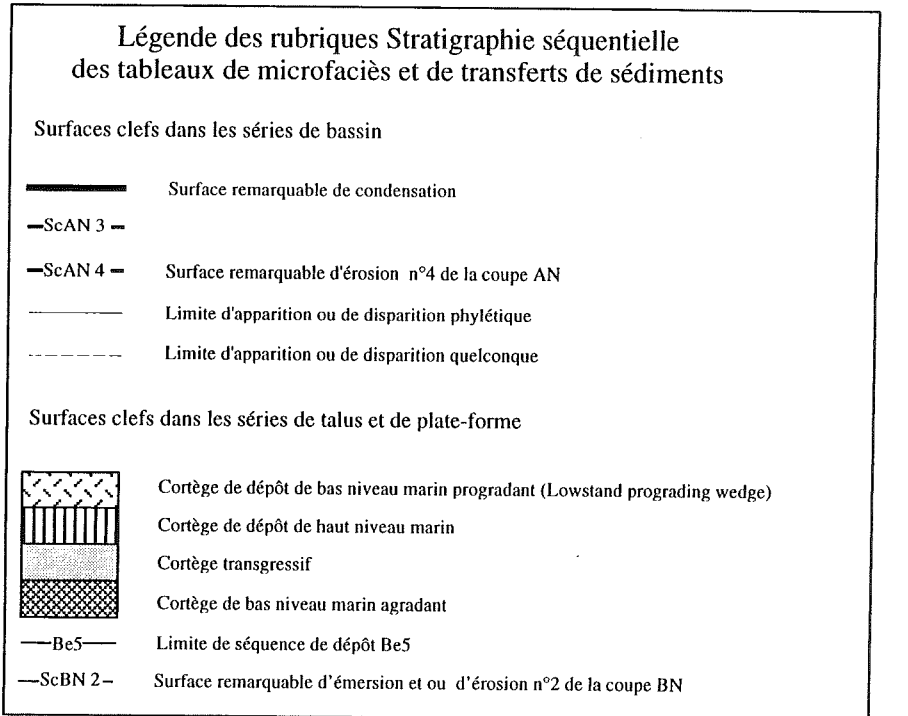 Légende des rubriques Stratigraphie séquentielle
des tableaux de microfaciès et de transferts de sédiments
Surfaces clefs dans les séries de bassin
Surface remarquable de condensation
ScAN 3
ScAN 4 Surface remarquable d'érosion n°4 de la coupe AN
Limite d'apparition ou de disparition phylétique
Limite d'apparition ou de disparition quelconque
Surfaces clefs dans les séries de talus et de plate-forme
Cortège de dépôt de bas niveau marin progradant (Lowstand prograding wedge)
Cortège de dépôt de haut niveau marin
Cortège transgressif
Cortège de bas niveau marin agradant
Be5 Limite de séquence de dépôt Be5
ScBN 2 Surface remarquable d'émersion et ou d'érosion n°2 de la coupe BN